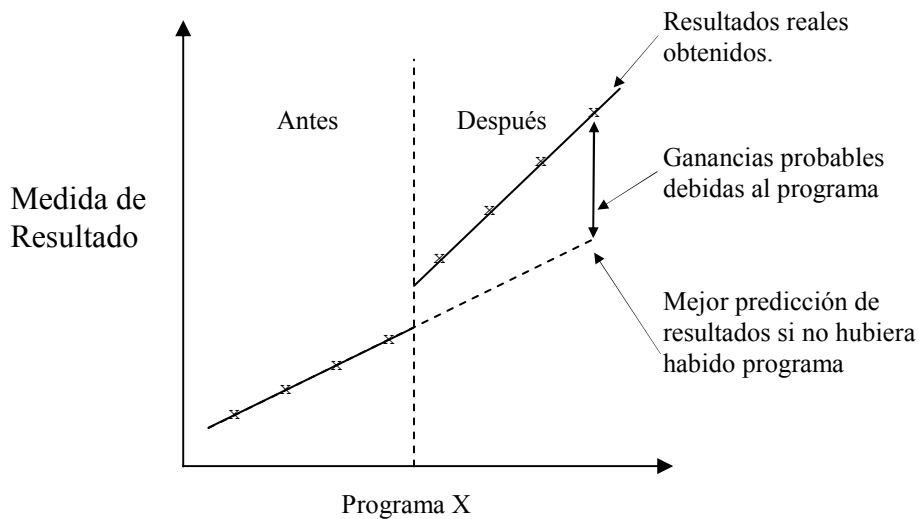 Resultados reales
obtenidos.
Antes
Después
Ganancias probables
debidas al programa
Medida de
Resultado
Mejor predicción de
resultados si no hubiera
habido programa
Programa X
x
x
x
x
x
x
x
x